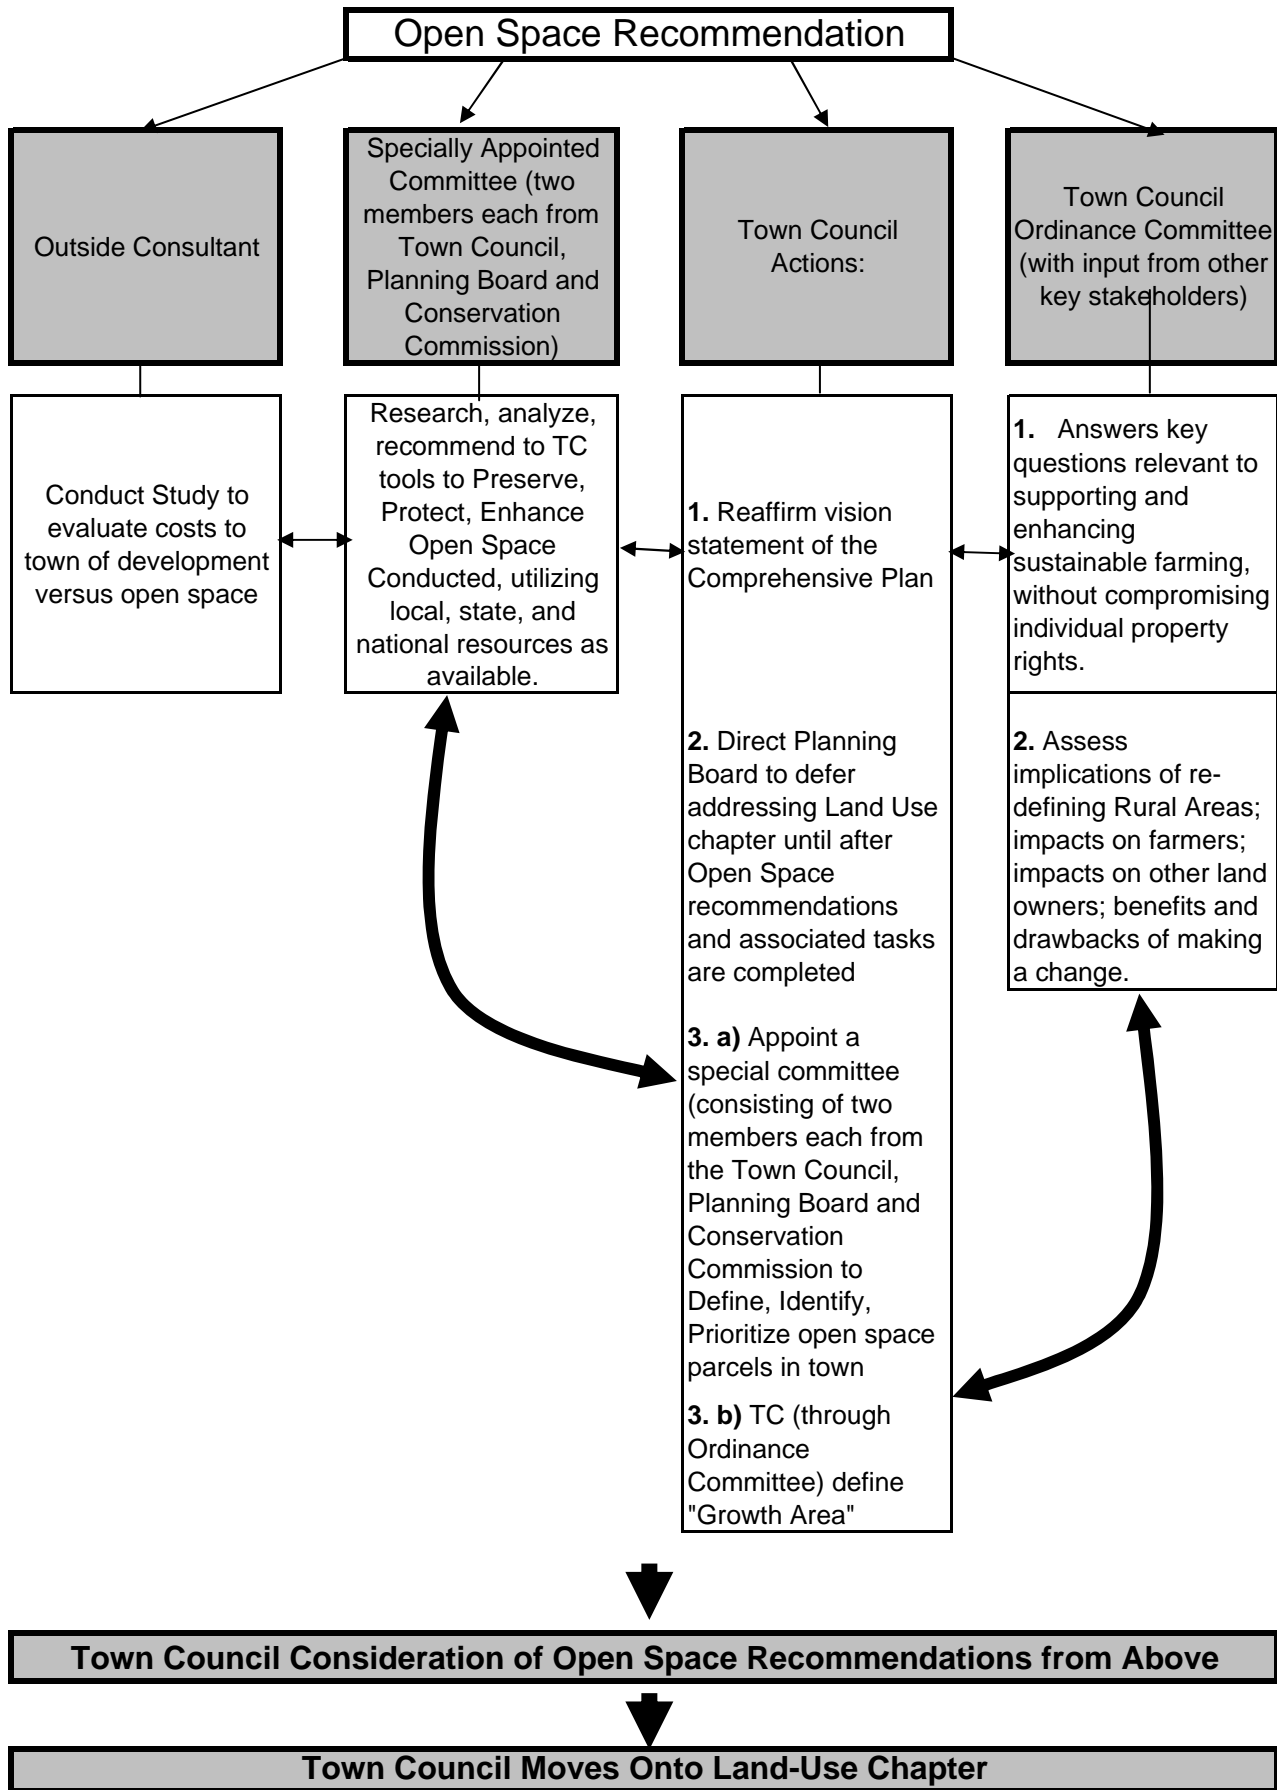 Open Space Recommendation
Outside Consultant
Specially Appointed
Committee (two
members each from
Town Council,
Planning Board and
Conservation
Commission)
Town Council
Actions:
Town Council
Ordinance Committee
(with input from other
key stakeholders)
Conduct Study to
evaluate costs to
town of development
versus open space
Research, analyze,
recommend to TC
tools to Preserve,
Protect, Enhance
Open Space
Conducted, utilizing
local, state, and
national resources as
available.
1. Reaffirm vision
statement of the
Comprehensive Plan
2. Direct Planning
Board to defer
addressing Land Use
chapter until after
Open Space
recommendations
and associated tasks
are completed
3. a) Appoint a
special committee
(consisting of two
members each from
the Town Council,
Planning Board and
Conservation
Commission to
Define, Identify,
Prioritize open space
parcels in town
3. b) TC (through
Ordinance
Committee) define
"Growth Area"
1. Answers key
questions relevant to
supporting and
enhancing
sustainable farming,
without compromising
individual property
rights.
2. Assess
implications of re-
defining Rural Areas;
impacts on farmers;
impacts on other land
owners; benefits and
drawbacks of making
a change.
Town Council Consideration of Open Space Recommendations from Above
Town Council Moves Onto Land-Use Chapter